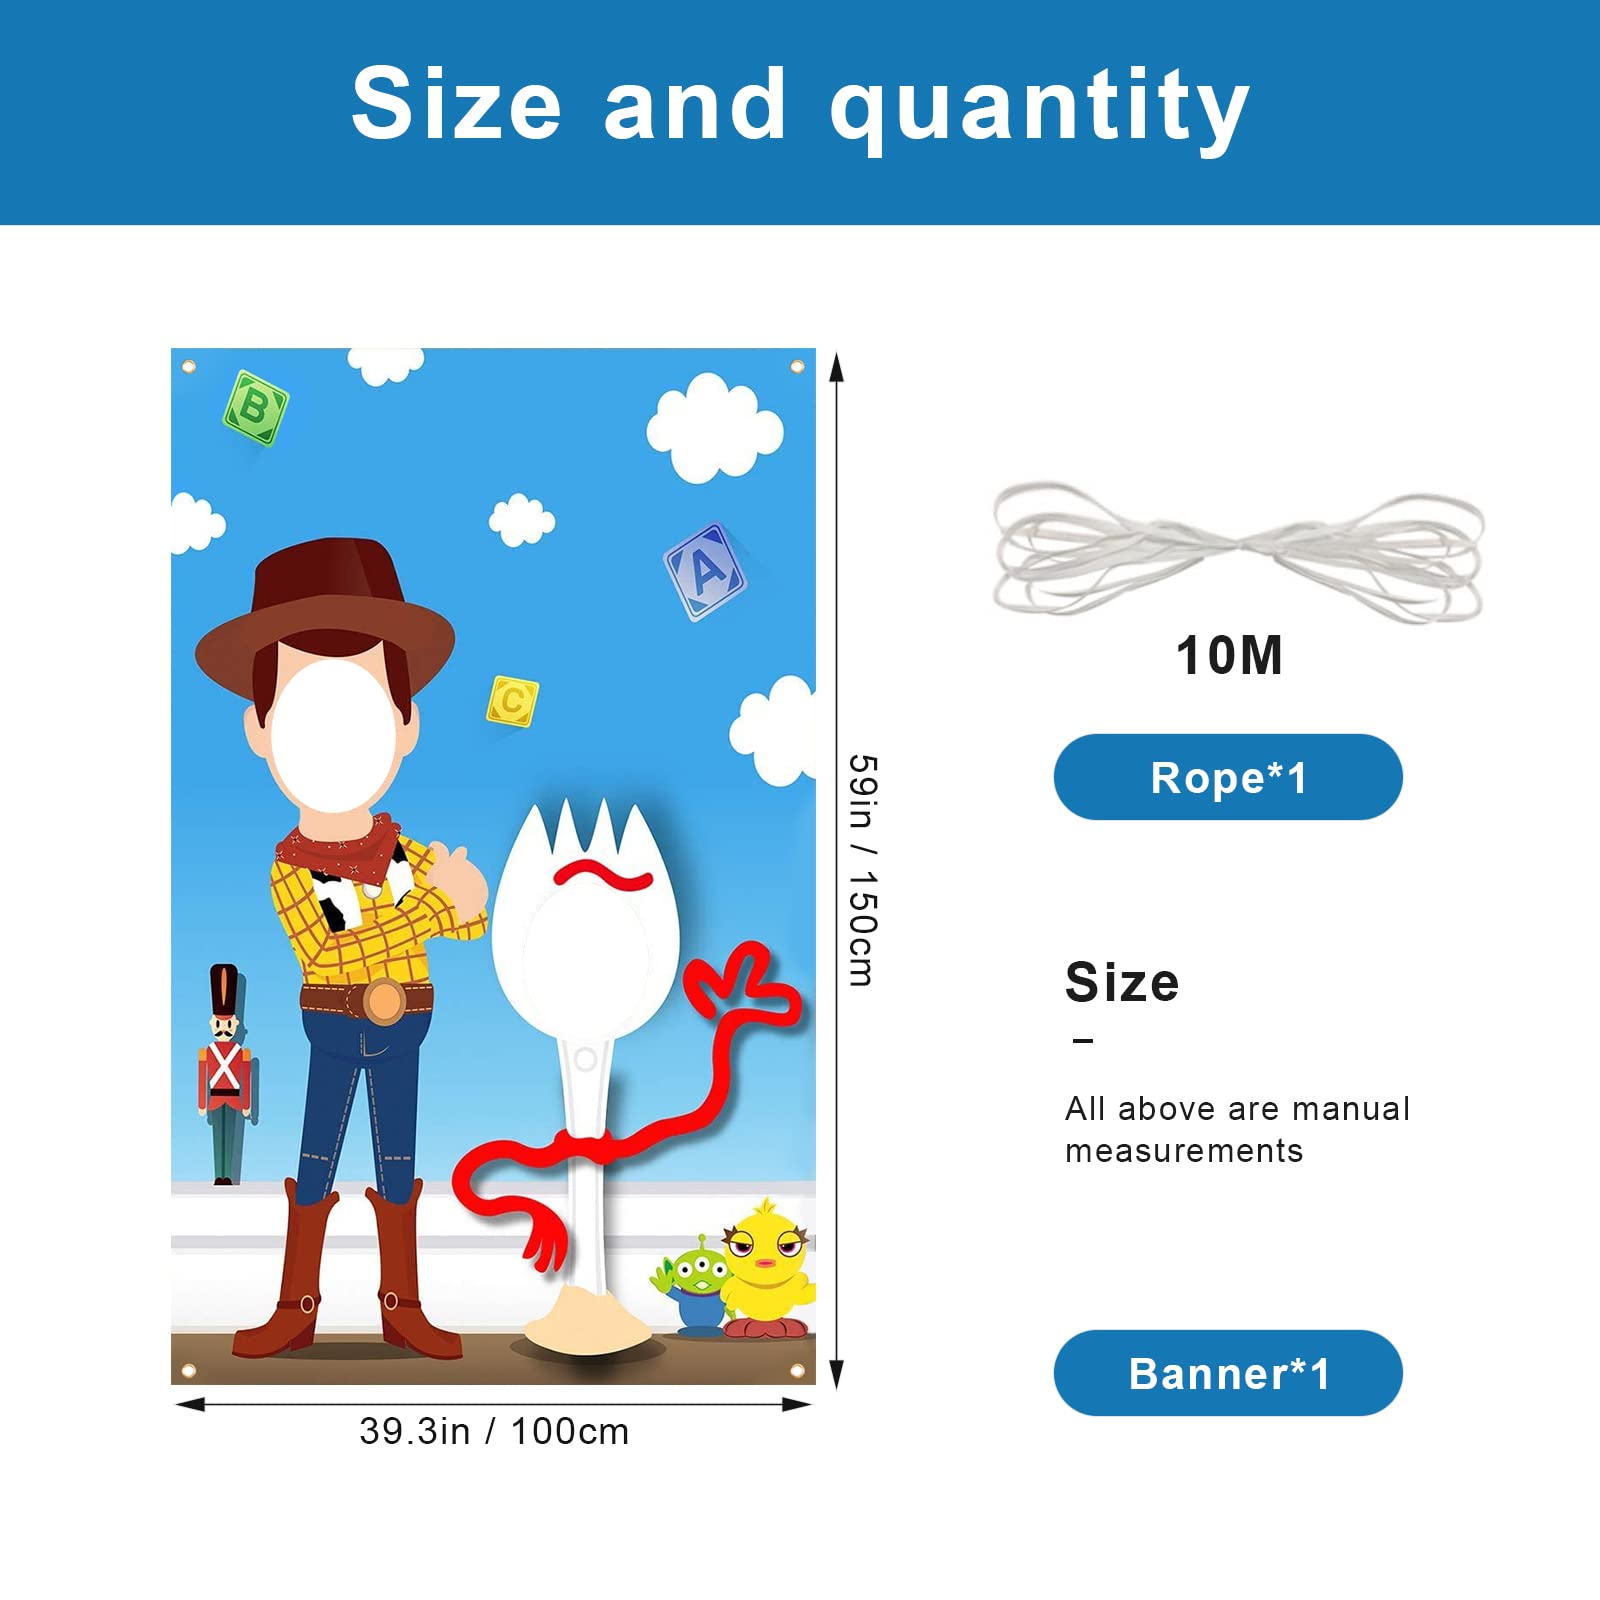 Size and quantity
B
A
C
59in / 150cm
39.3in / 100cm
10M
Rope*1
Size
All above are manual
measurements
Banner*1